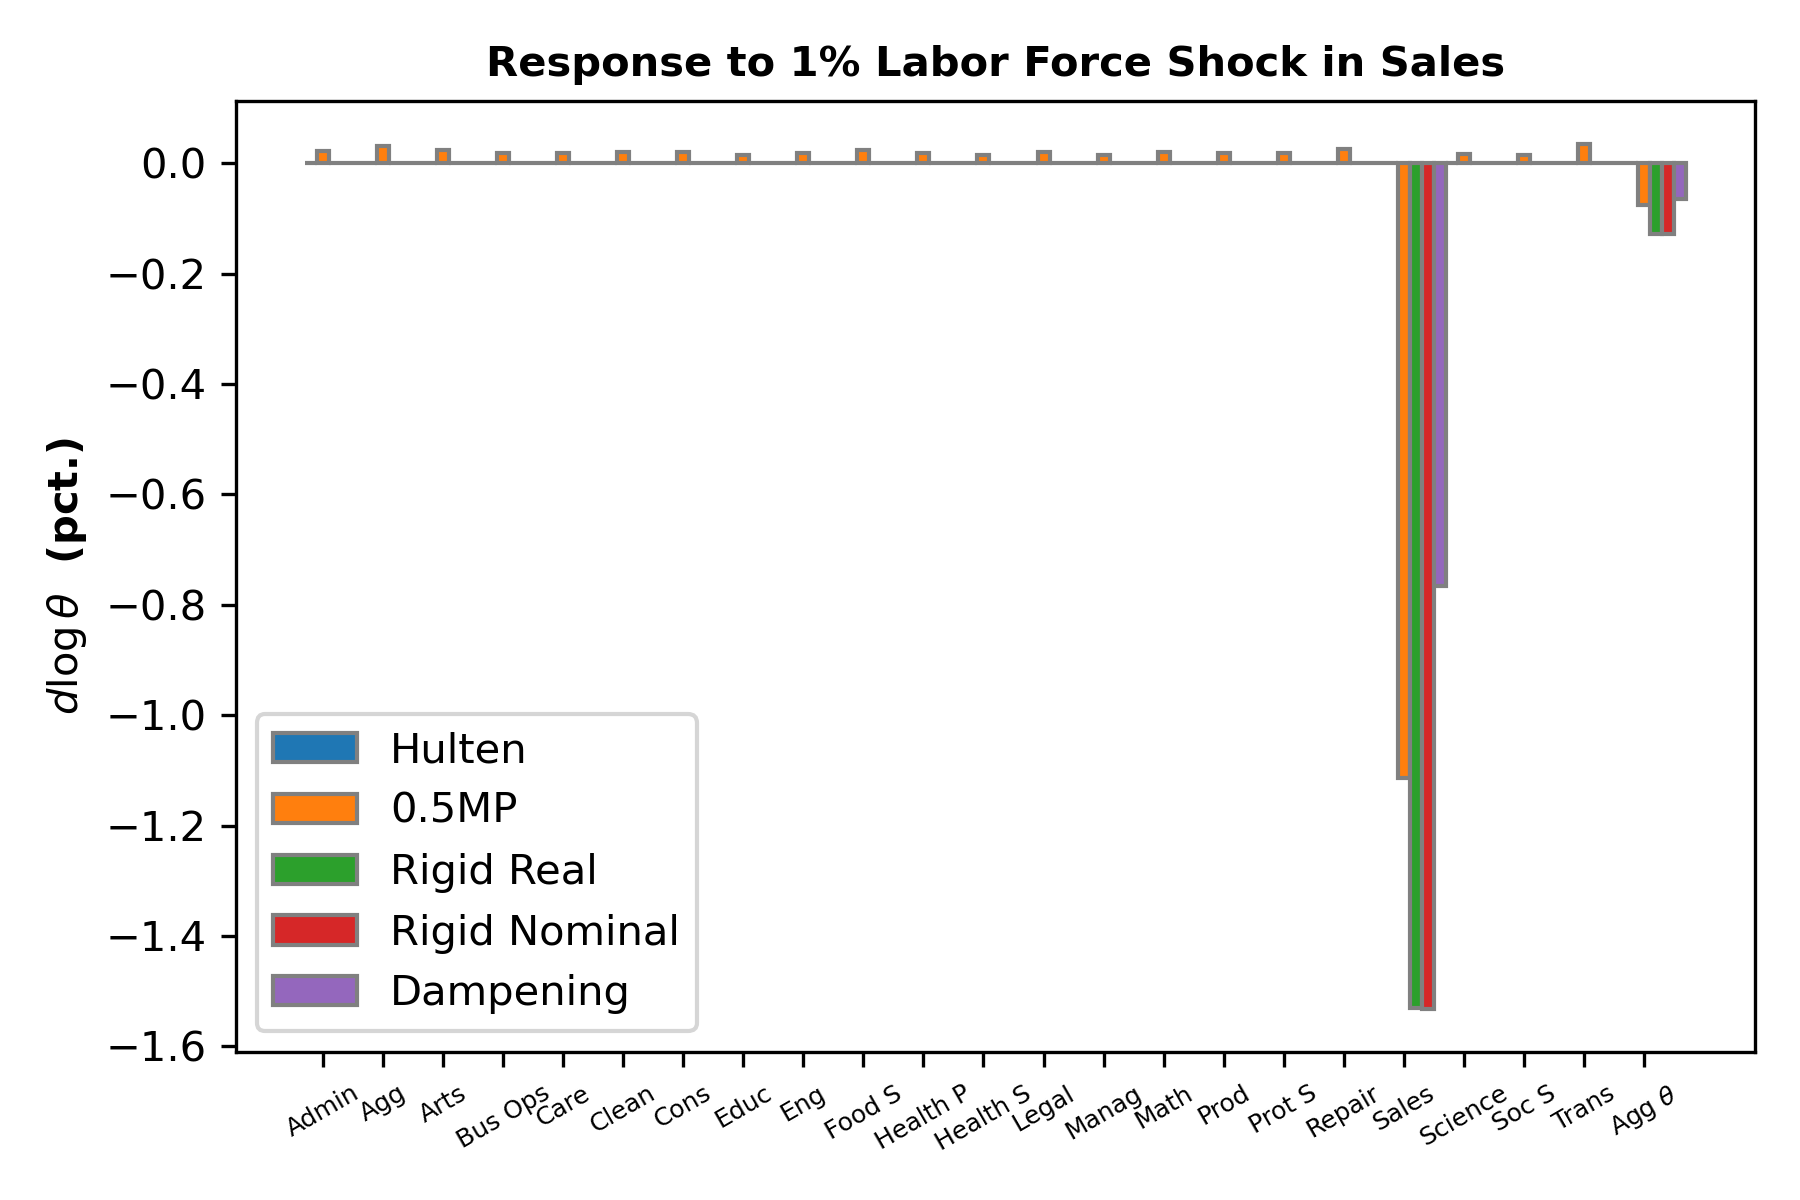 Response to 1% Labor Force Shock in Sales
d log θ (pct.)
0.0
−0.2
−0.4
−0.6
−0.8
−1.0
−1.2
−1.4
−1.6
Hulten
0.5MP
Rigid Real
Rigid Nominal
Dampening
Admin
Agg
Arts
Bus Ops
Care
Clean
Cons
Educ
Eng
Food S
Health P
Health S
Legal
Manag
Math
Prod
Prot S
Repair
Sales
Science
Soc S
Trans
Agg θ